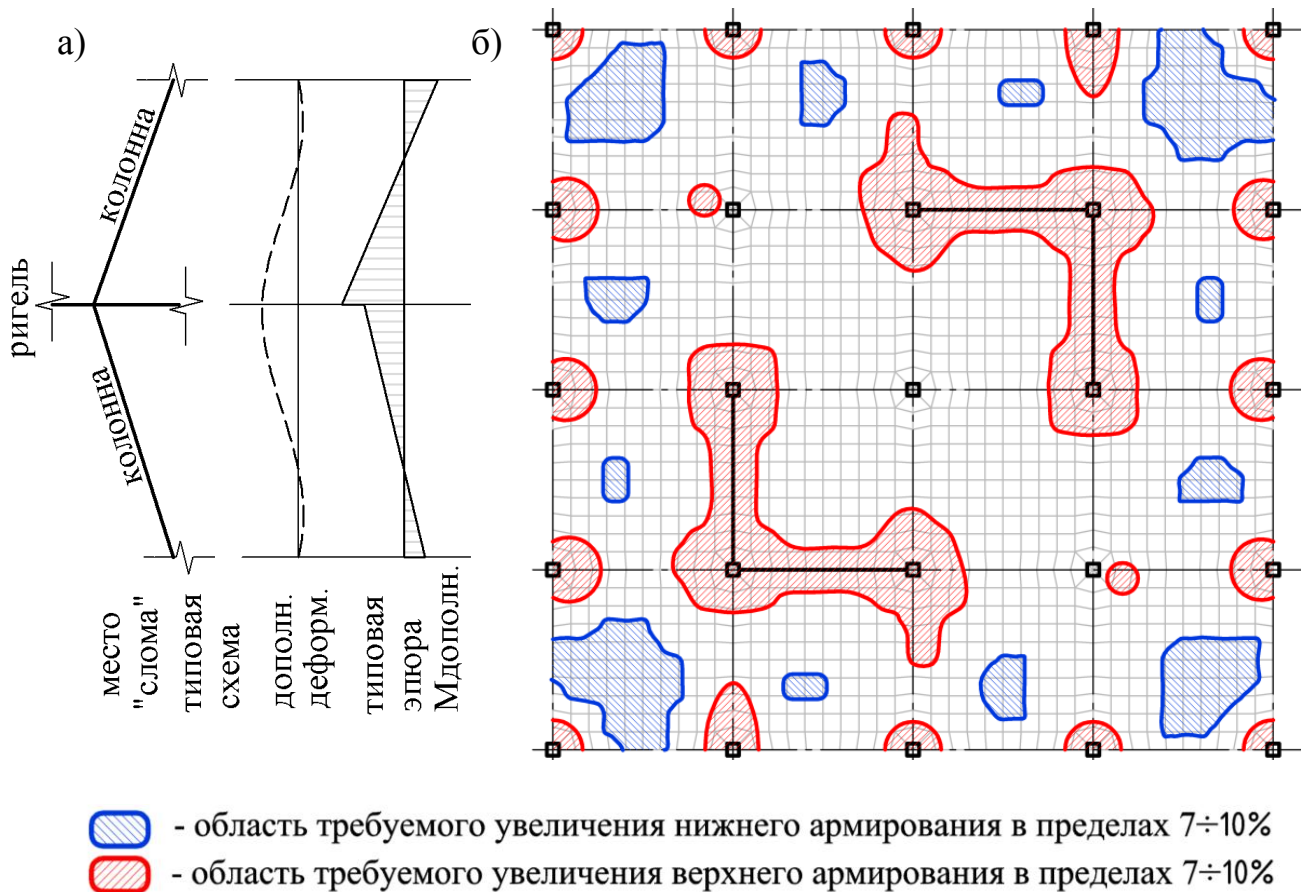 а)
б)
колонна
ригель
колонна
место
"слома"
типовая
схема
дополн.
деформ.
типовая
эпюра
Мдополн.
- область требуемого увеличения нижнего армирования в пределах 7÷10%
- область требуемого увеличения верхнего армирования в пределах 7÷10%